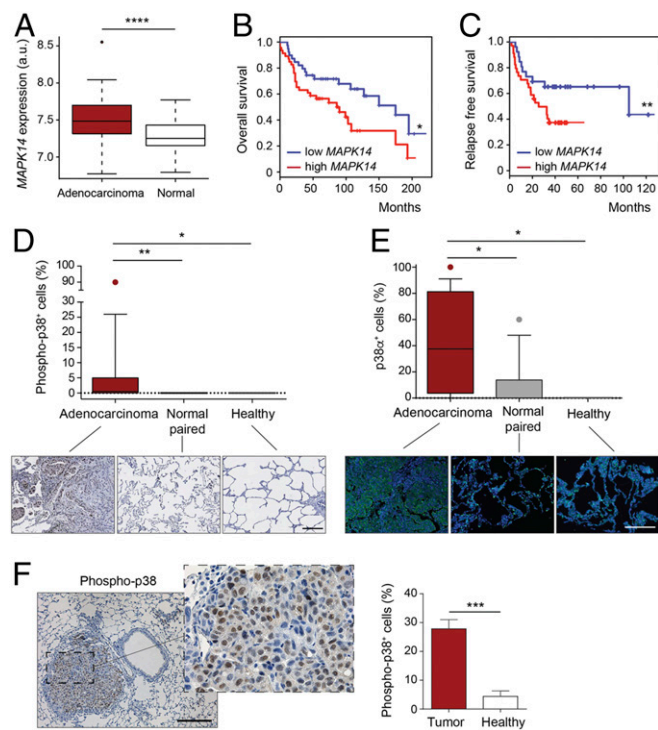 A
MAPK14 expression (a.u.)
8.5
8.0
7.5
7.0
****
Adenocarcinoma
Normal
B
Overall survival
1.0
0.8
0.6
0.4
0.2
0.0
*
low MAPK14
high MAPK14
0
50
100
150
200
Months
C
Relapse free survival
1.0
0.8
0.6
0.4
0.2
0.0
**
low MAPK14
high MAPK14
0
20
40
60
80
100
120
Months
D
Phospho-p38+ cells (%)
*
**
90
30
25
20
15
10
5
0
Adenocarcinoma
Normal paired
Healthy
E
p38α+ cells (%)
*
*
100
80
60
40
20
0
Adenocarcinoma
Normal paired
Healthy
F
Phospho-p38
Phospho-p38+ cells (%)
40
30
20
10
0
***
Tumor
Healthy